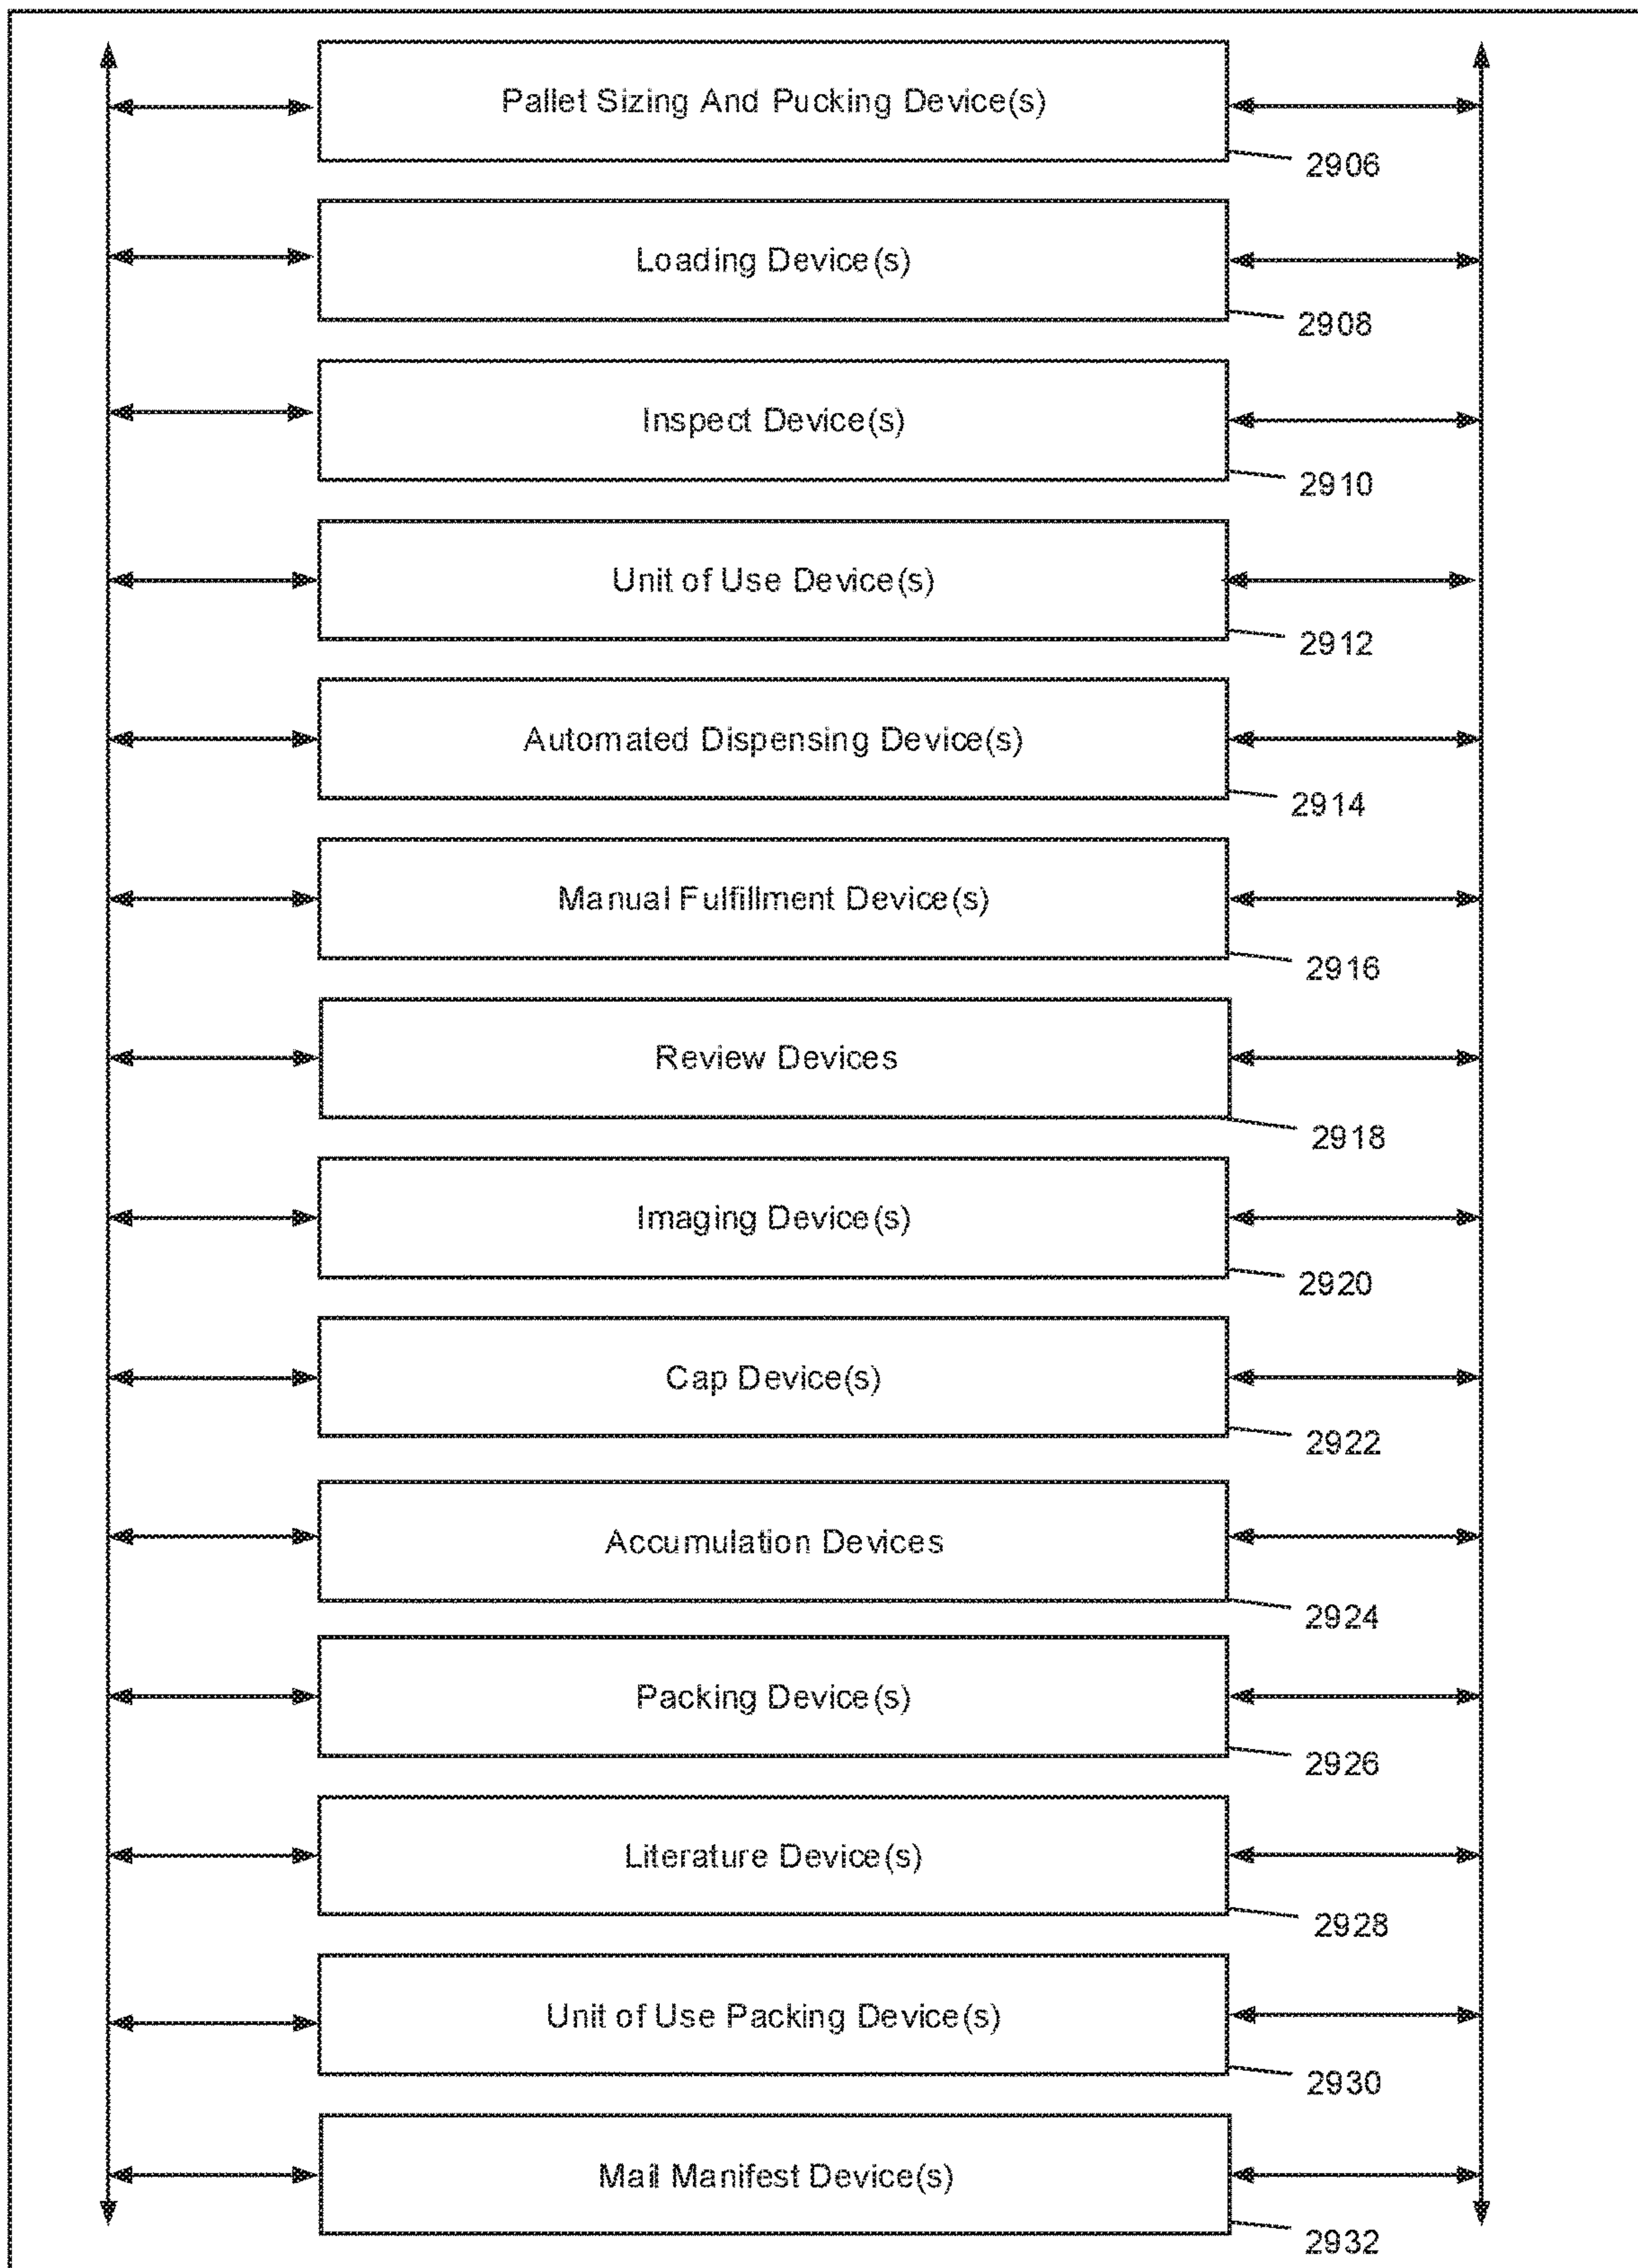 Pallet Sizing And Pucking Device(s)
2906
Loading Device(s)
2908
Inspect Device(s)
2910
Unit of Use Device(s)
2912
Automated Dispensing Device(s)
2914
Manual Fulfillment Device(s)
2916
Review Devices
2918
Imaging Device(s)
2920
Cap Device(s)
2922
Accumulation Devices
2924
Packing Device(s)
2926
Literature Device(s)
2928
Unit of Use Packing Device(s)
2930
Mail Manifest Device(s)
2932